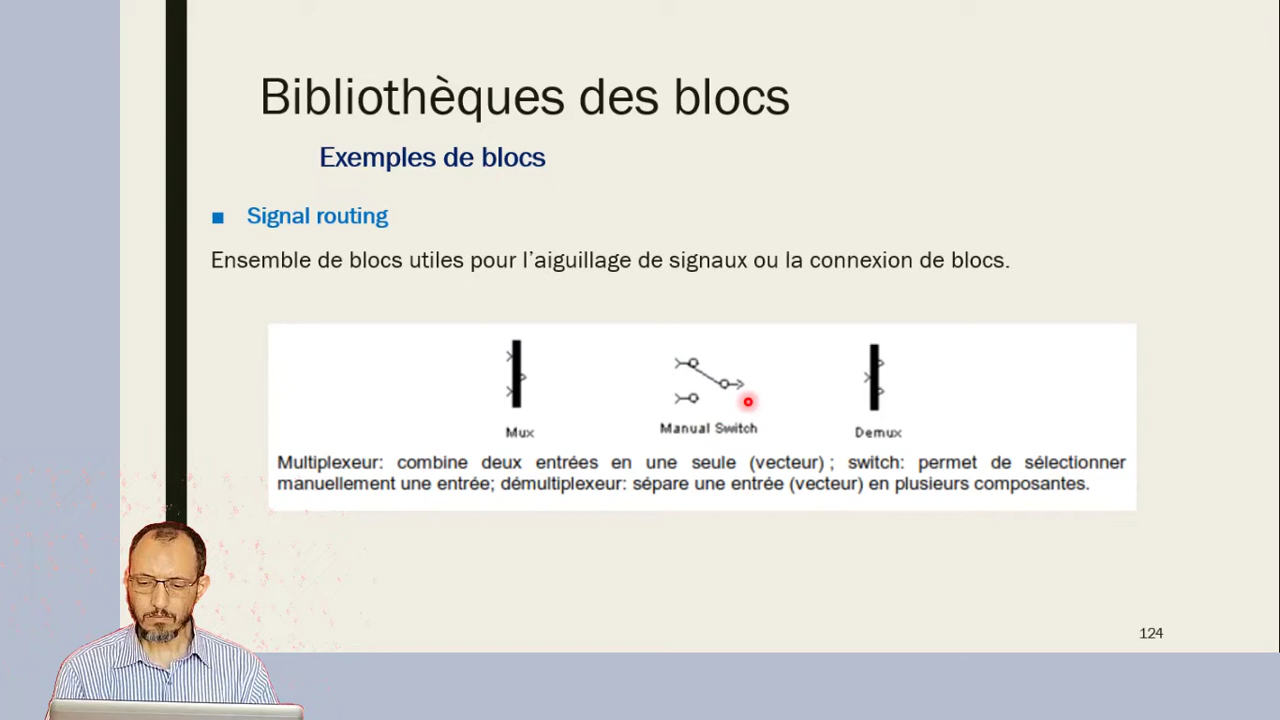 Bibliothèques des blocs
Exemples de blocs
Signal routing
Ensemble de blocs utiles pour l’aiguillage de signaux ou la connexion de blocs.
Mux
Manual Switch
Demux
Multiplexeur: combine deux entrées en une seule (vecteur) ; switch: permet de sélectionner
manuellement une entrée; démultiplexeur: sépare une entrée (vecteur) en plusieurs composantes.
124